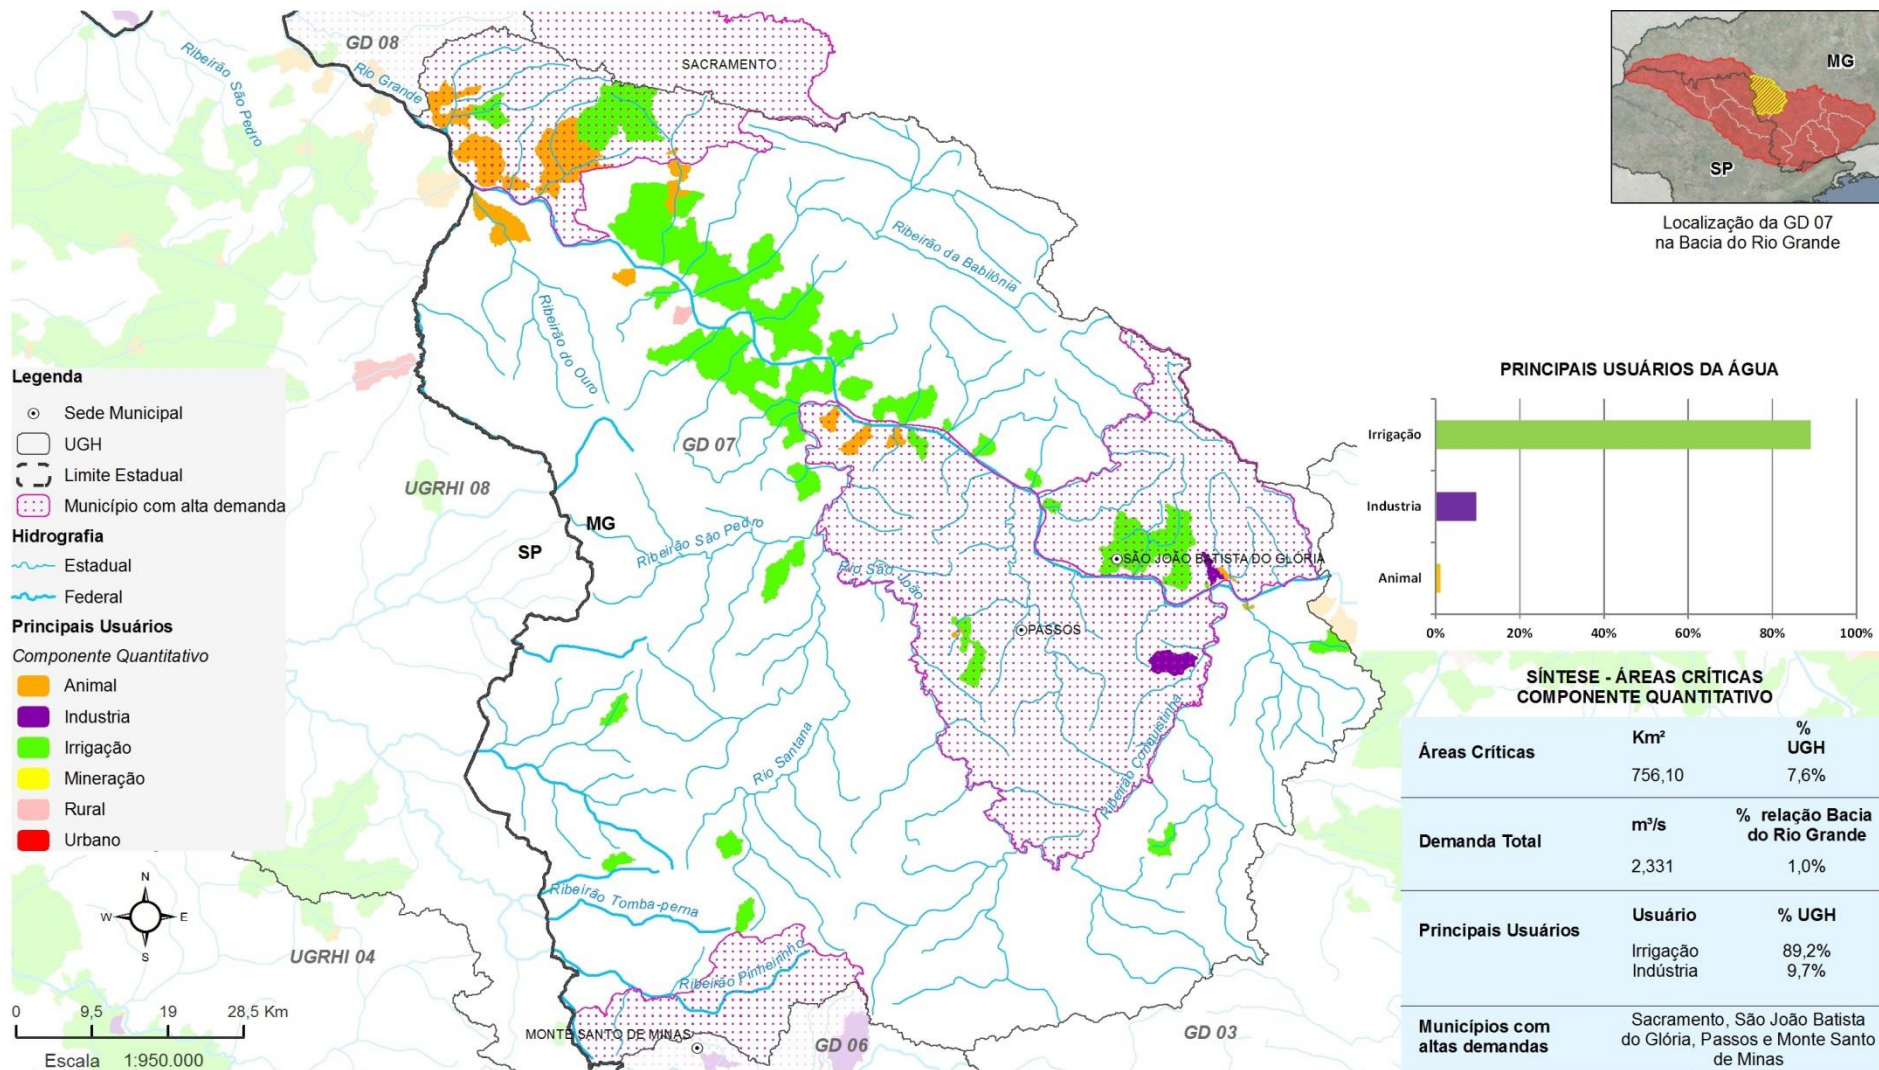 GD 08
SACRAMENTO
Ribeirão São Pedro
Rio Grande
Ribeirão da Babilônia
Ribeirão do Ouro
GD 07
UGRHI 08
MG
SP
Ribeirão São Pedro
Rio São João
SÃO JOÃO BATISTA DO GLÓRIA
PASSOS
Rio Santana
Ribeirão Conquistinha
Ribeirão Tomba-perna
Ribeirão Pinheirinho
UGRHI 04
MONTE SANTO DE MINAS
GD 06
GD 03
Legenda
Sede Municipal
UGH
Limite Estadual
Município com alta demanda
Hidrografia
Estadual
Federal
Principais Usuários
Componente Quantitativo
Animal
Industria
Irrigação
Mineração
Rural
Urbano
N
W E
S
0 9,5 19 28,5 Km
Escala 1:950.000
MG
SP
Localização da GD 07
na Bacia do Rio Grande
PRINCIPAIS USUÁRIOS DA ÁGUA
Irrigação
Industria
Animal
0% 20% 40% 60% 80% 100%
SÍNTESE - ÁREAS CRÍTICAS
COMPONENTE QUANTITATIVO
Áreas Críticas
Km² % UGH
756,10 7,6%
Demanda Total
m³/s % relação Bacia do Rio Grande
2,331 1,0%
Principais Usuários
Usuário % UGH
Irrigação 89,2%
Indústria 9,7%
Municípios com
altas demandas
Sacramento, São João Batista
do Glória, Passos e Monte Santo
de Minas